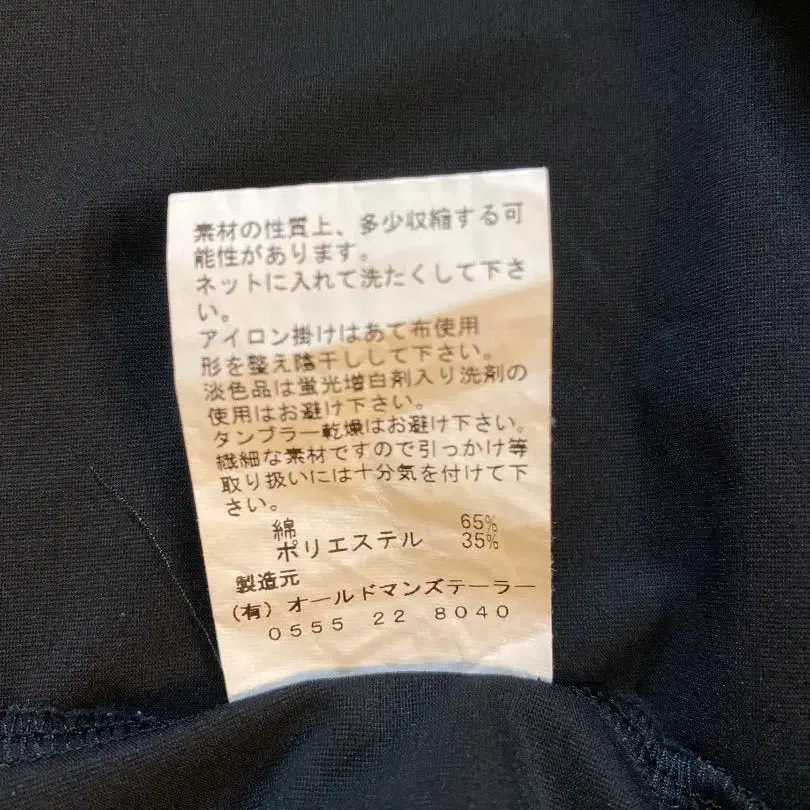 素材の性質上、多少収縮する可
能性があります。
ネットに入れて洗たくして下さ
い。
アイロン掛けはあて布使用
形を整え陰干しして下さい。
淡色品は蛍光増白剤入り洗剤の
使用はお避け下さい。
タンブラー乾燥はお避け下さい。
繊細な素材ですので引っかけ等
取り扱いには十分気を付けて下
さい。
綿 65%
ポリエステル 35%
製造元
(有) オールドマンズテーラー
0555 22 8040